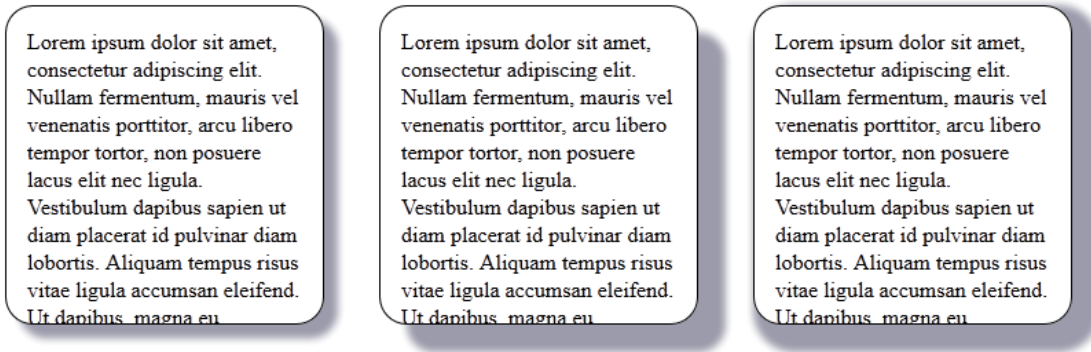 Lorem ipsum dolor sit amet,
consectetur adipiscing elit.
Nullam fermentum, mauris vel
venenatis porttitor, arcu libero
tempor tortor, non posuere
lacus elit nec ligula.
Vestibulum dapibus sapien ut
diam placerat id pulvinar diam
lobortis. Aliquam tempus risus
vitae ligula accumsan eleifend.
Ut dapibus, magna eu
Lorem ipsum dolor sit amet,
consectetur adipiscing elit.
Nullam fermentum, mauris vel
venenatis porttitor, arcu libero
tempor tortor, non posuere
lacus elit nec ligula.
Vestibulum dapibus sapien ut
diam placerat id pulvinar diam
lobortis. Aliquam tempus risus
vitae ligula accumsan eleifend.
Ut dapibus, magna eu
Lorem ipsum dolor sit amet,
consectetur adipiscing elit.
Nullam fermentum, mauris vel
venenatis porttitor, arcu libero
tempor tortor, non posuere
lacus elit nec ligula.
Vestibulum dapibus sapien ut
diam placerat id pulvinar diam
lobortis. Aliquam tempus risus
vitae ligula accumsan eleifend.
Ut dapibus, magna eu